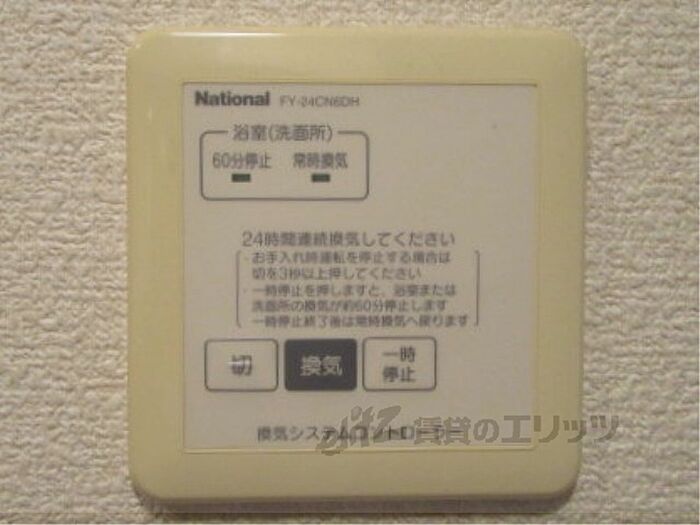 National FY-24CN6DH
浴室(洗面所)
60分停止 常時換気
24時間連続換気してください
・お手入れ時運転を停止する場合は
切を3秒以上押してください
・一時停止を押しますと、浴室または
洗面所の換気が約60分停止します
一時停止終了後は常時換気へ戻ります
切 換気 一時
停止
換気システムコントローラー
賃貸のエリッツ